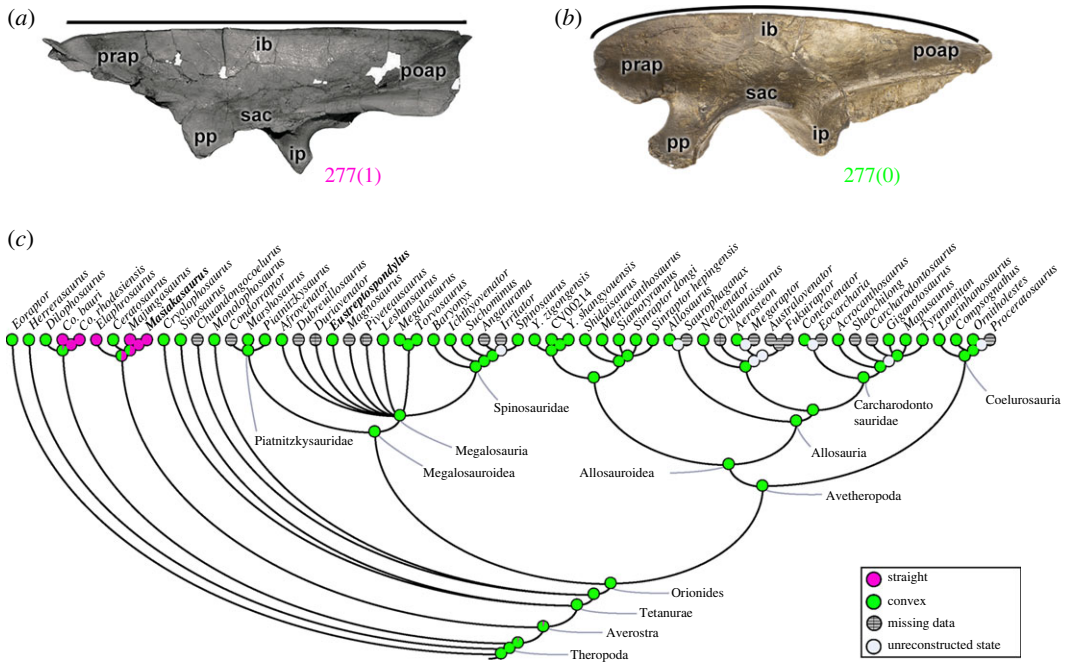 (a)
prap
ib
poap
sac
pp
ip
277(1)
(b)
prap
ib
poap
sac
pp
ip
277(0)
(c)
Eoraptor
Herrerasaurus
Dilophosaurus
Co. bauri
Co. rhodesiensis
Elaphrosaurus
Ceratosaurus
Majungasaurus
Masiakasaurus
Cryolophosaurus
Sinosaurus
Chuandongcoelurus
Monolophosaurus
Condorraptor
Marshosaurus
Piatnitzkysaurus
Afrovenator
Dubreuillosaurus
Duriavenator
Eustreptospondylus
Magnosaurus
Piveteausaurus
Leshansaurus
Megalosaurus
Torvosaurus
Baryonyx
Ichthyovenator
Suchomimus
Angaturama
Irritator
Spinosaurus
Y. zigongensis
CV00214
Y. shangyouensis
Shidaisaurus
Metriacanthosaurus
Siamotyrannus
Sinraptor dongi
Sinraptor hepingensis
Allosaurus
Saurophaganax
Neovenator
Chilantaisaurus
Aerosteon
Megaraptor
Australovenator
Fukuiraptor
Concavenator
Eocarcharia
Acrocanthosaurus
Shaochilong
Carcharodontosaurus
Giganotosaurus
Mapusaurus
Tyrannotitan
Lourinhanosaurus
Compsognathus
Ornitholestes
Proceratosaurus
Piatnitzkysauridae
Megalosauroidea
Megalosauria
Spinosauridae
Allosauroidea
Allosauria
Carcharodonto
sauridae
Coelurosauria
Avetheropoda
Orionides
Tetanurae
Averostra
Theropoda
straight
convex
missing data
unreconstructed state